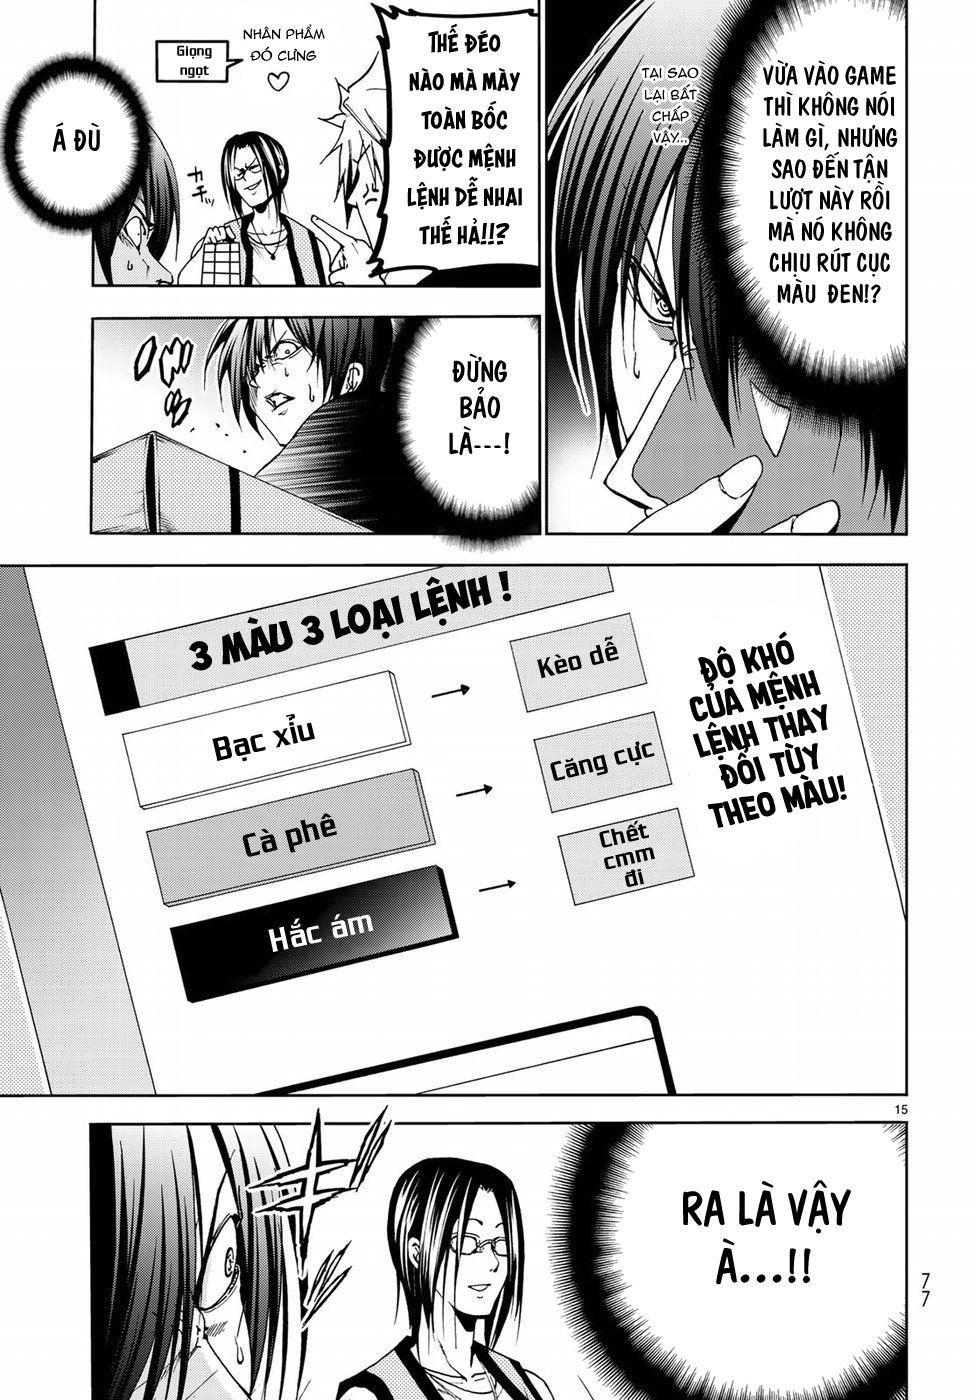 VỪA VÀO GAME
THÌ KHÔNG NÓI
LÀM GÌ, NHƯNG
SAO ĐẾN TẬN
LƯỢT NÀY RỒI
MÀ NÓ KHÔNG
CHỊU RÚT CỤC
MÀU ĐEN!?
TẠI SAO
LẠI BẤT
CHẤP
VẬY...
THẾ ĐÉO
NÀO MÀ MÀY
TOÀN BỐC
ĐƯỢC MỆNH
LỆNH DỄ NHAI
THẾ HẢ!!?
NHÂN PHẨM
ĐÓ CƯNG
♡
Giọng
ngọt
Á ĐÙ
ĐỪNG
BẢO
LÀ---!
3 MÀU 3 LOẠI LỆNH !
Bạc xỉu
→
Kèo dễ
Cà phê
→
Căng cực
Hắc ám
→
Chết
cmm
đi
ĐỘ KHÓ
CỦA MỆNH
LỆNH THAY
ĐỔI TÙY
THEO MÀU!
15
RA LÀ VẬY
À...!!
77